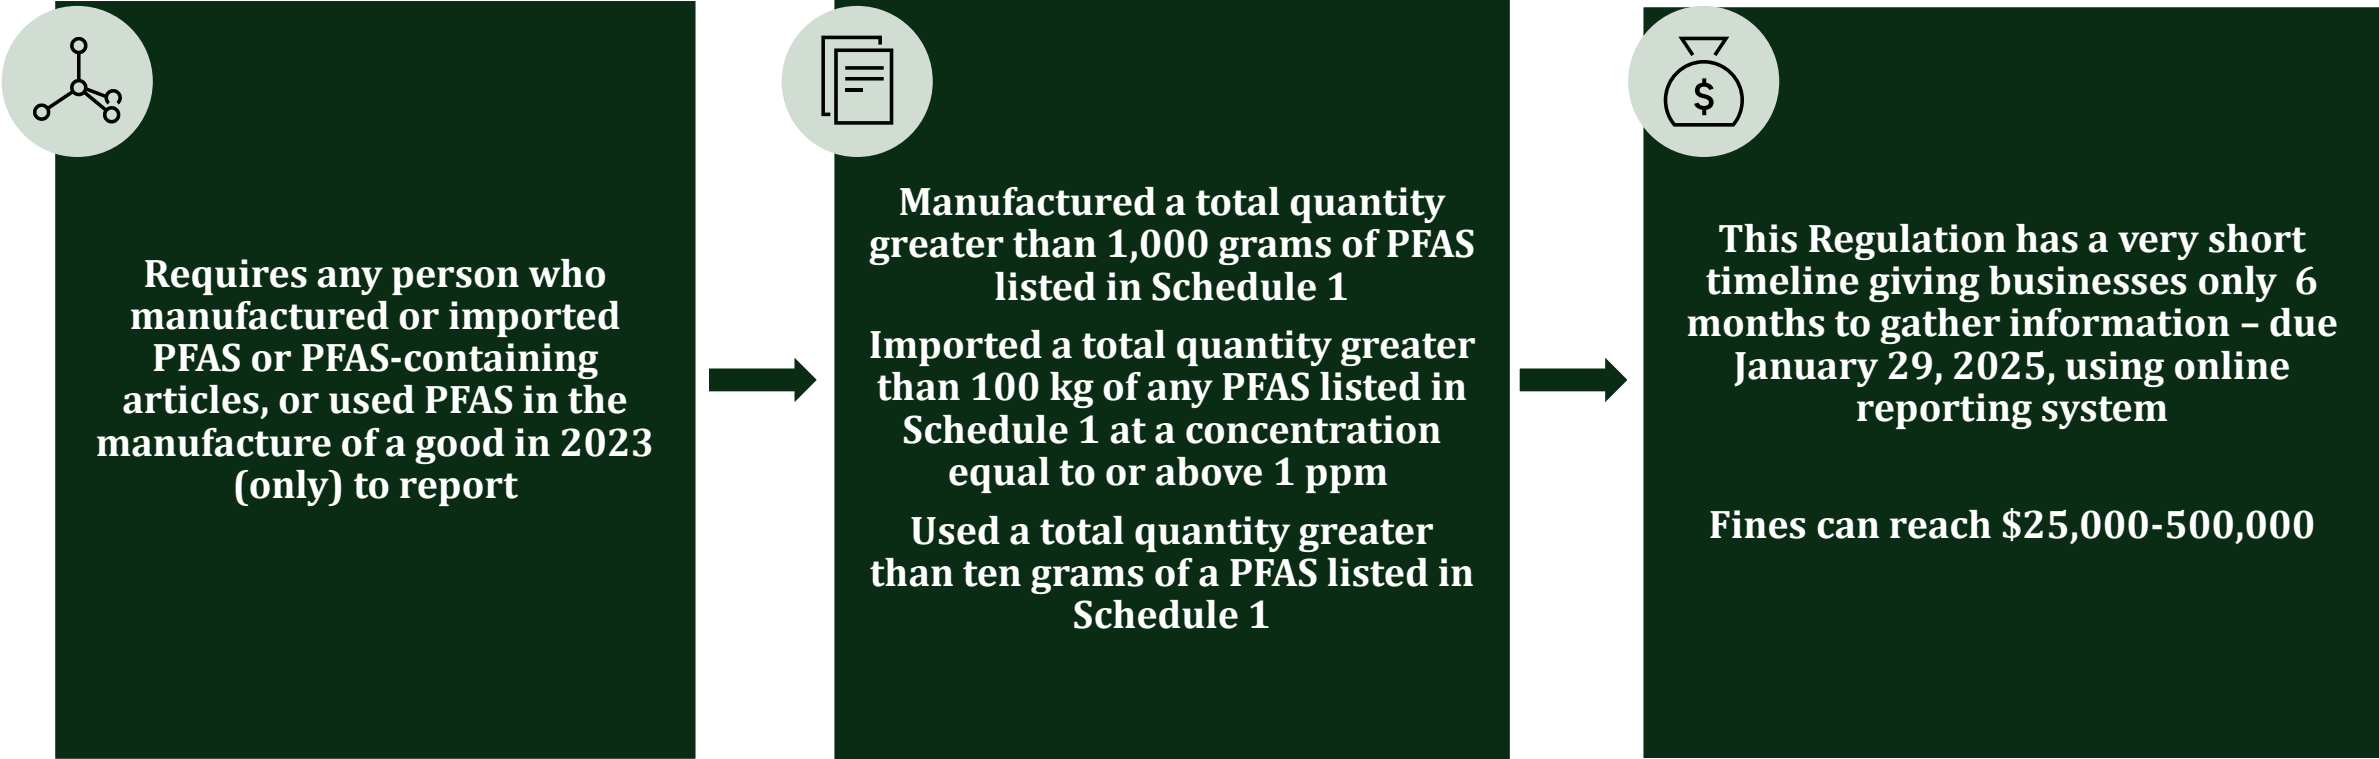 Requires any person who
manufactured or imported
PFAS or PFAS-containing
articles, or used PFAS in the
manufacture of a good in 2023
(only) to report
Manufactured a total quantity
greater than 1,000 grams of PFAS
listed in Schedule 1
Imported a total quantity greater
than 100 kg of any PFAS listed in
Schedule 1 at a concentration
equal to or above 1 ppm
Used a total quantity greater
than ten grams of a PFAS listed in
Schedule 1
$
This Regulation has a very short
timeline giving businesses only  6
months to gather information – due
January 29, 2025, using online
reporting system
Fines can reach $25,000-500,000